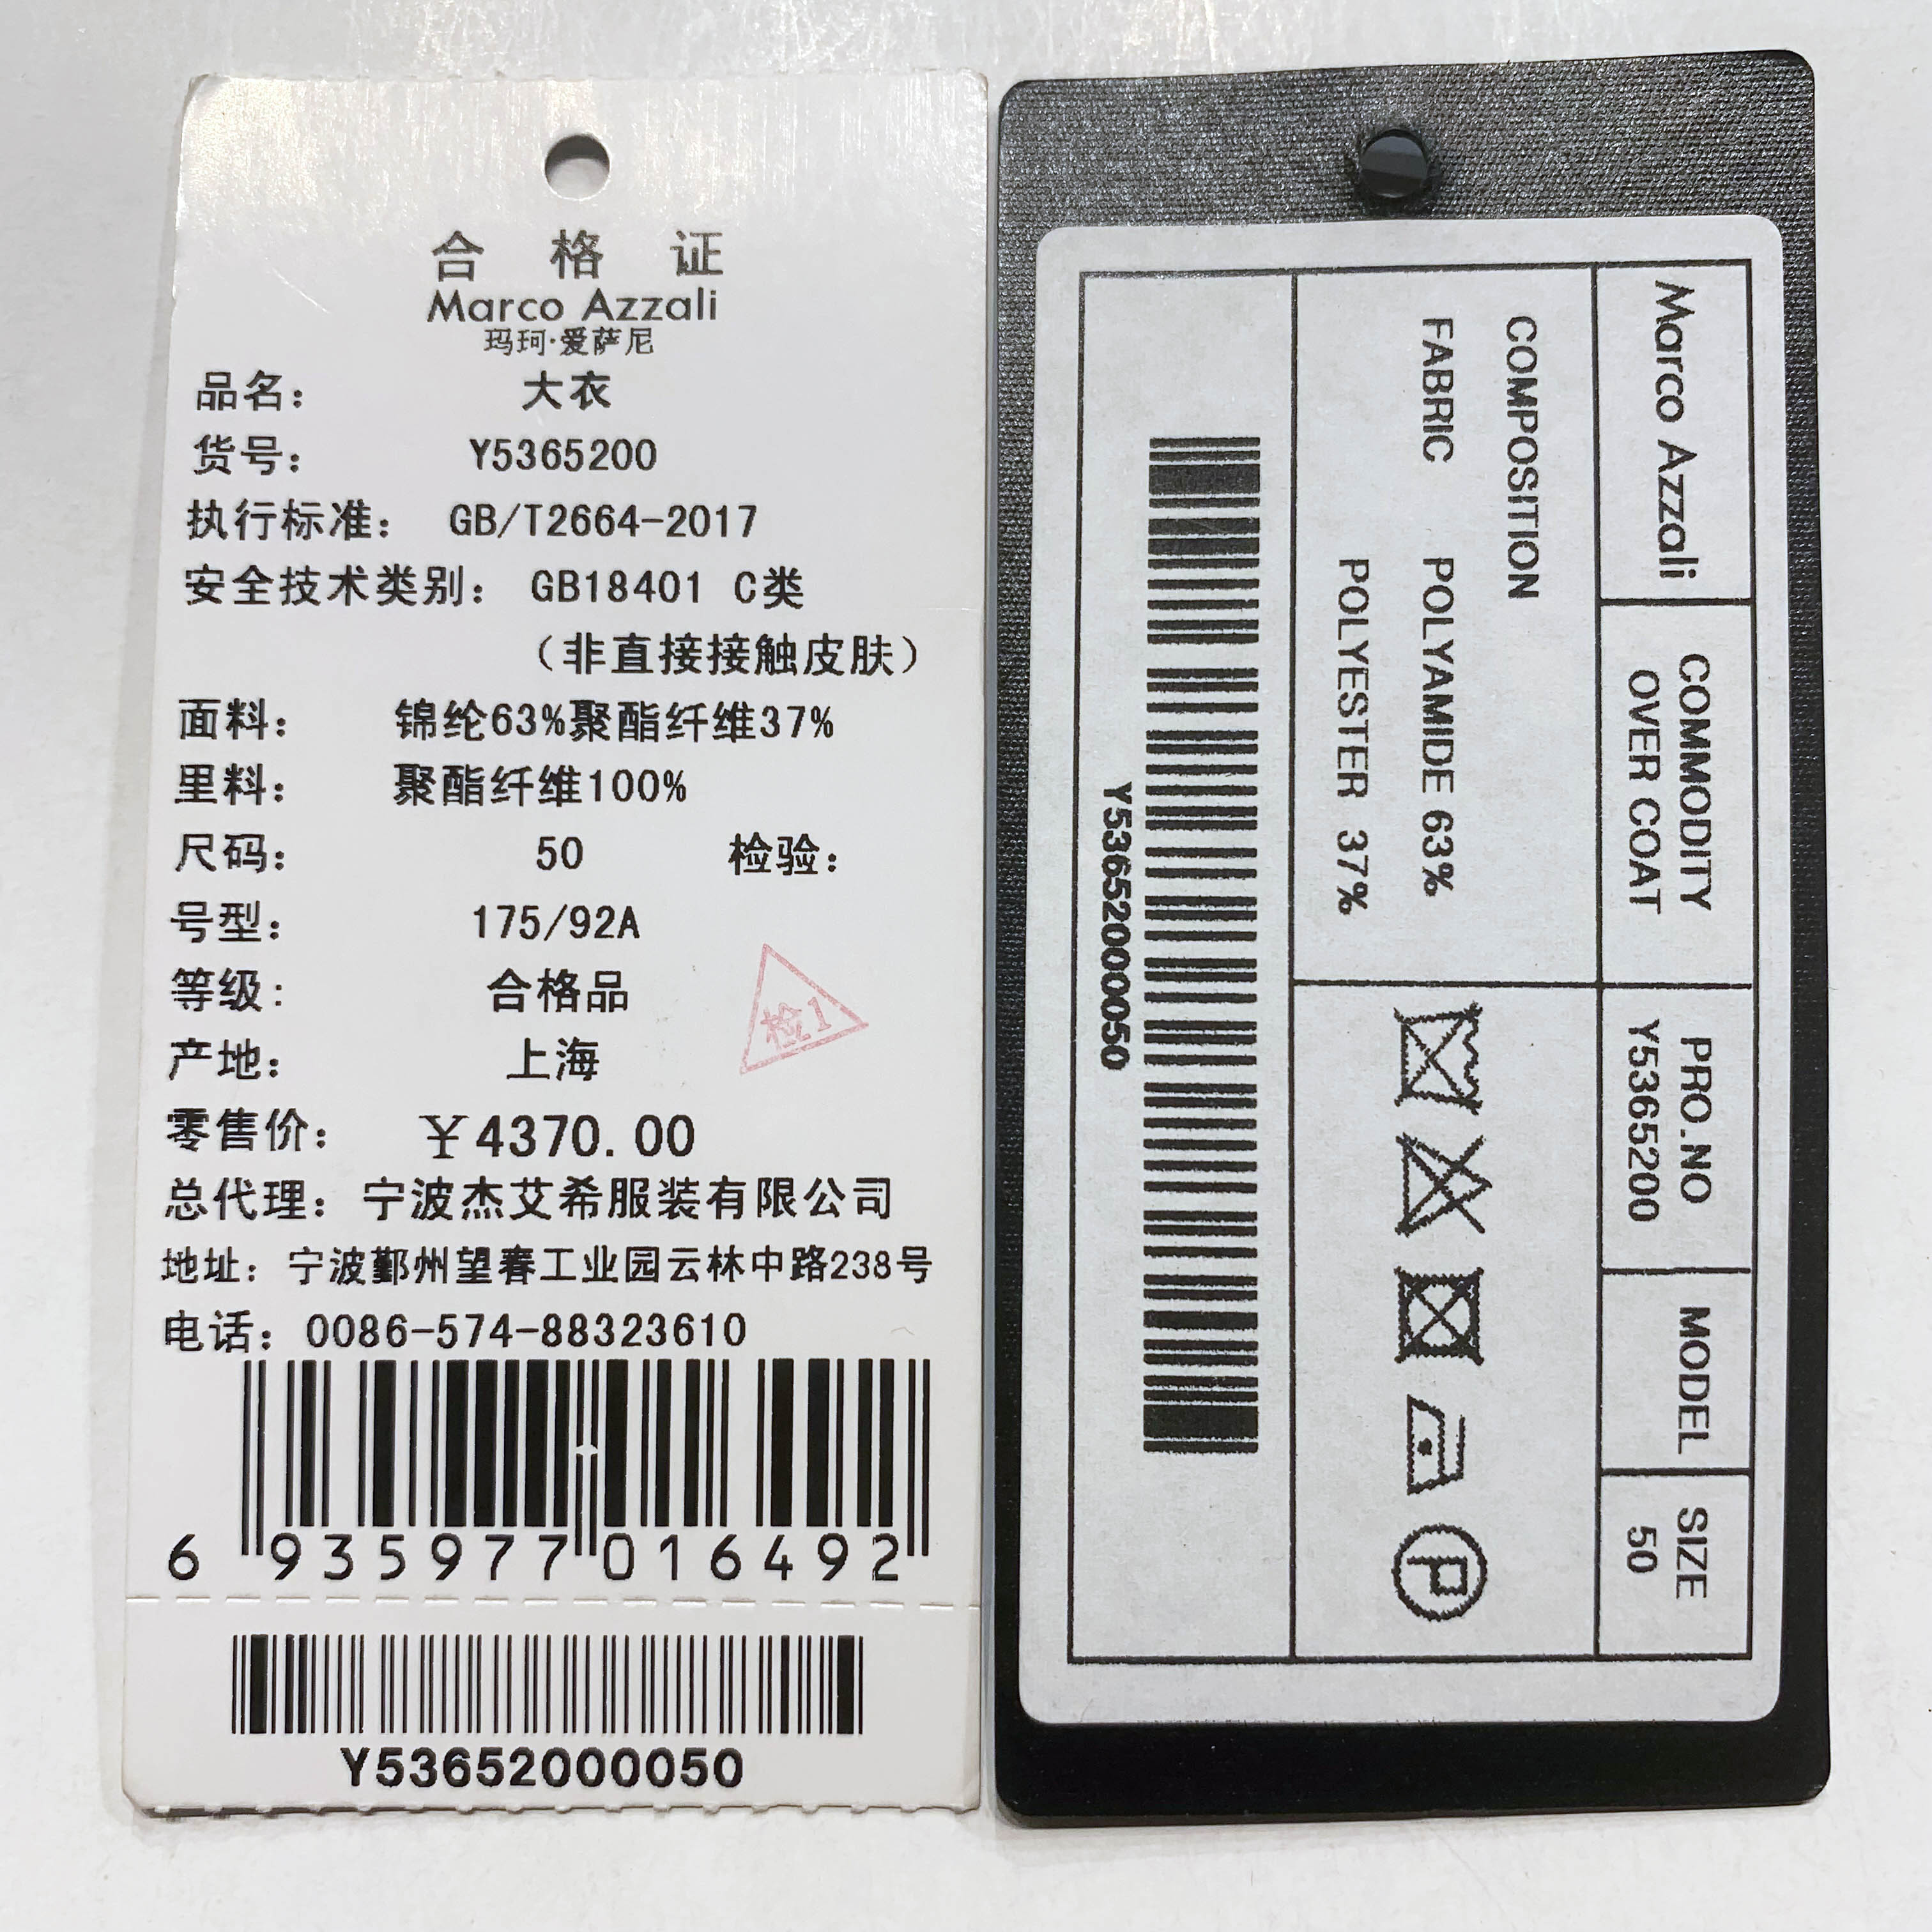 合 格 证
Marco Azzali
玛珂·爱萨尼
品名： 大衣
货号： Y5365200
执行标准： GB/T2664-2017
安全技术类别： GB18401 C类
（非直接接触皮肤）
面料： 锦纶63%聚酯纤维37%
里料： 聚酯纤维100%
尺码： 50 检验：
号型： 175/92A
等级： 合格品
检1
产地： 上海
零售价： ￥4370.00
总代理： 宁波杰艾希服装有限公司
地址： 宁波鄞州望春工业园云林中路238号
电话： 0086-574-88323610
6 935977 016492
Y53652000050
Marco Azzali
COMMODITY
OVER COAT
PRO.NO
Y5365200
MODEL
SIZE
50
COMPOSITION
FABRIC POLYAMIDE 63%
POLYESTER 37%
P
Y53652000050